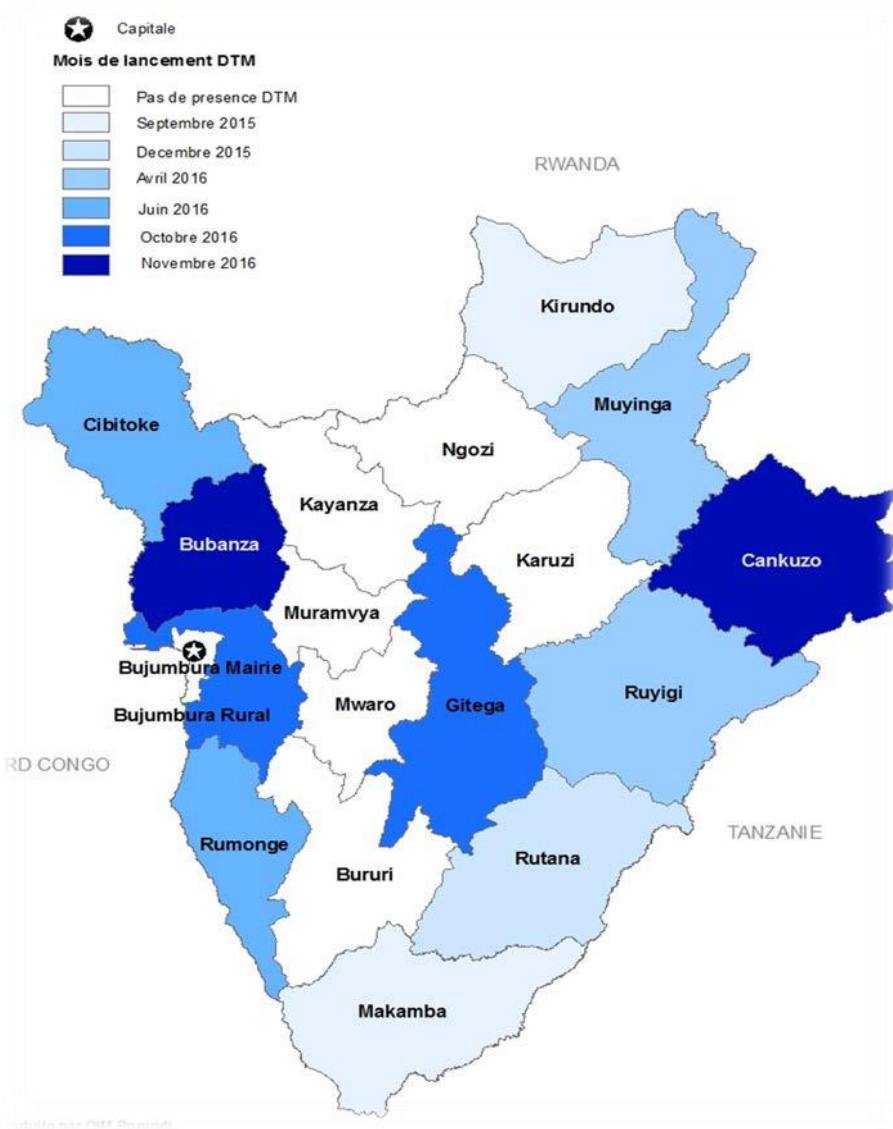 Capitale
Mois de lancement DTM
Pas de presence DTM
Septembre 2015
Decembre 2015
Avril 2016
Juin 2016
Octobre 2016
Novembre 2016
RWANDA
Kirundo
Muyinga
Cibitoke
Ngozi
Kayanza
Bubanza
Karuzi
Cankuzo
Muramvya
Bujumbura Mairie
Ruyigi
Mwaro
Gitega
Bujumbura Rural
RD CONGO
TANZANIE
Rumonge
Rutana
Bururi
Makamba